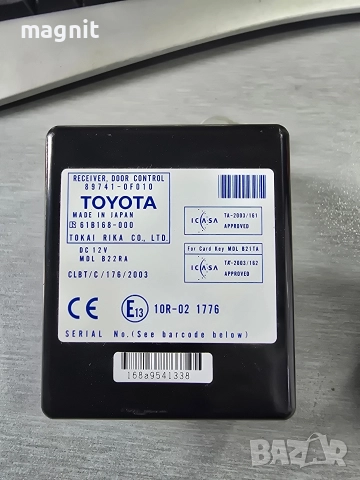 magnit
RECEIVER, DOOR CONTROL
89741-0F010
TOYOTA
MADE IN JAPAN
61B168-000
TOKAI RIKA CO., LTD.
DC 12V
MDL B22RA
CLBT/C/176/2003
ICASA
TA-2003/161
APPROVED
For Card Key MDL B21TA
ICASA
TA-2003/162
APPROVED
CE E13 10R-02 1776
SERIAL No. (See barcode below)
168a9541338
BAZAR